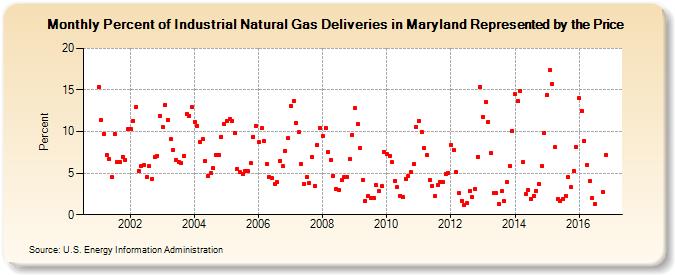 Monthly Percent of Industrial Natural Gas Deliveries in Maryland Represented by the Price
Percent
20
15
10
5
0
2002 2004 2006 2008 2010 2012 2014 2016
Source: U.S. Energy Information Administration